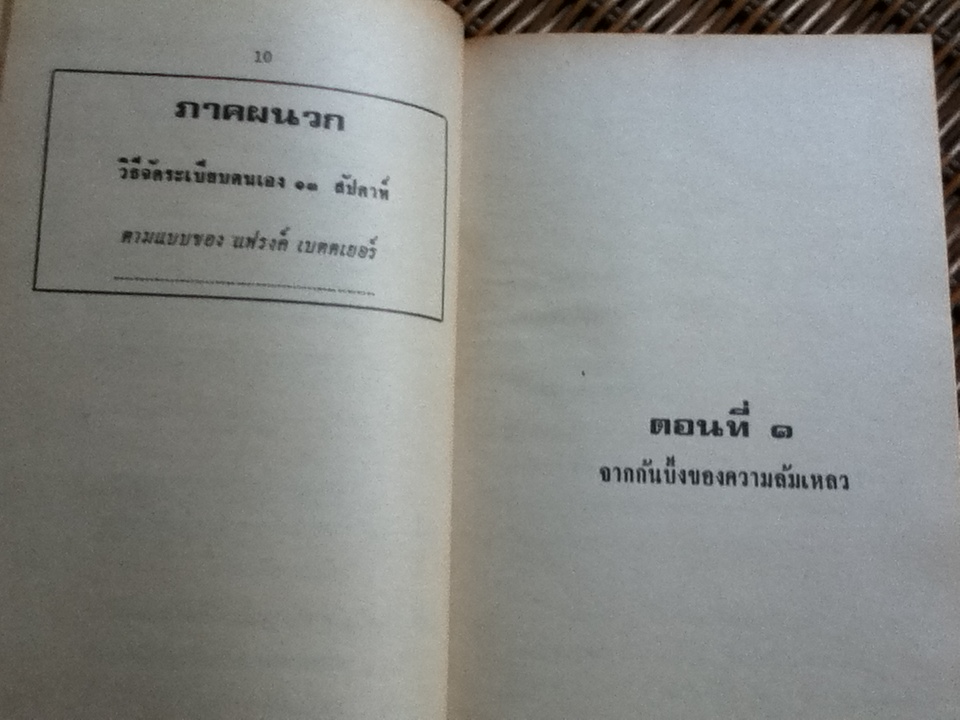 10
ภาคผนวก
วิธีจัดระเบียบตนเอง ๑๓ สัปดาห์
ตามแบบของ แฟรงค์ เบตตเยอร์
ตอนที่ ๑
จากก้นบึ้งของความล้มเหลว